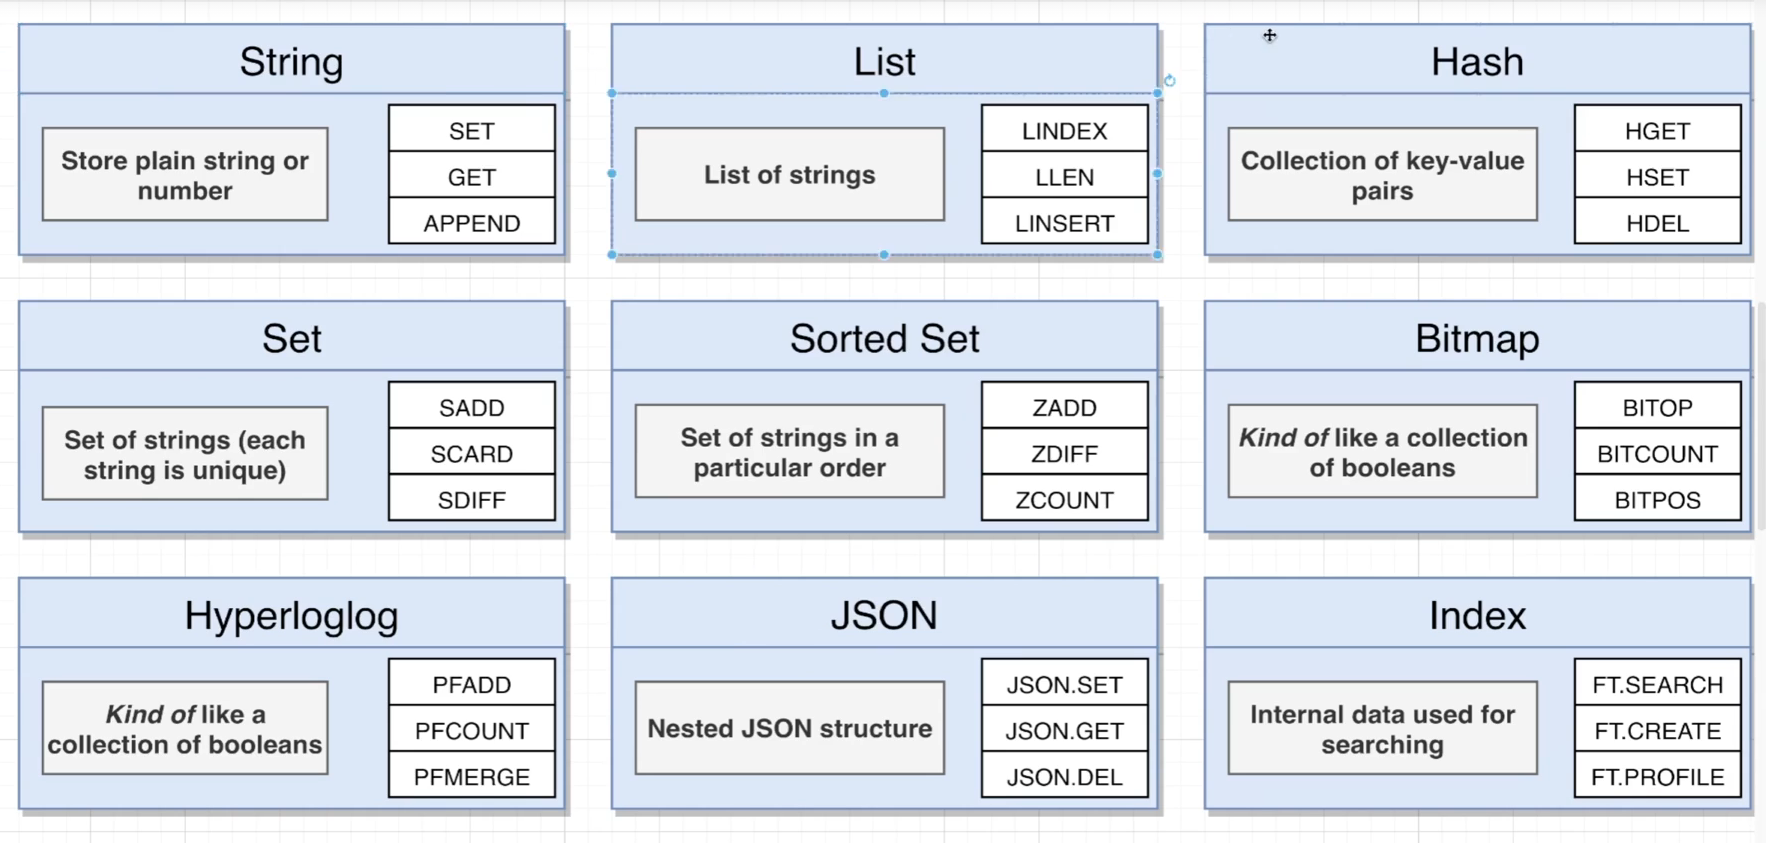 String
Store plain string or
number
SET
GET
APPEND
List
List of strings
LINDEX
LLEN
LINSERT
Hash
Collection of key-value
pairs
HGET
HSET
HDEL
Set
Set of strings (each
string is unique)
SADD
SCARD
SDIFF
Sorted Set
Set of strings in a
particular order
ZADD
ZDIFF
ZCOUNT
Bitmap
Kind of like a collection
of booleans
BITOP
BITCOUNT
BITPOS
Hyperloglog
Kind of like a
collection of booleans
PFADD
PFCOUNT
PFMERGE
JSON
Nested JSON structure
JSON.SET
JSON.GET
JSON.DEL
Index
Internal data used for
searching
FT.SEARCH
FT.CREATE
FT.PROFILE